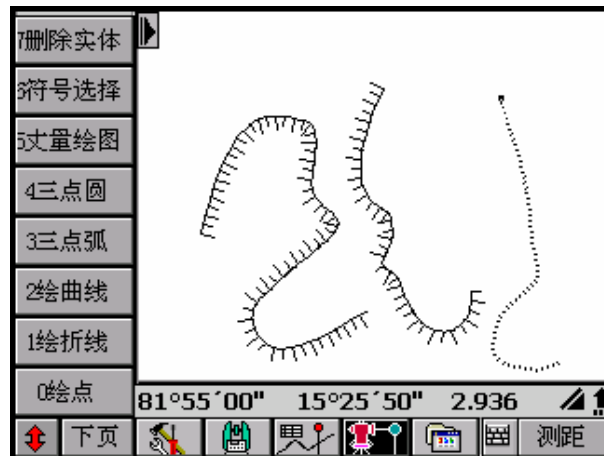 7删除实体
6符号选择
5丈量绘图
4三点圆
3三点弧
2绘曲线
1绘折线
0绘点
81°55′00" 15°25′50" 2.936
下页 测距